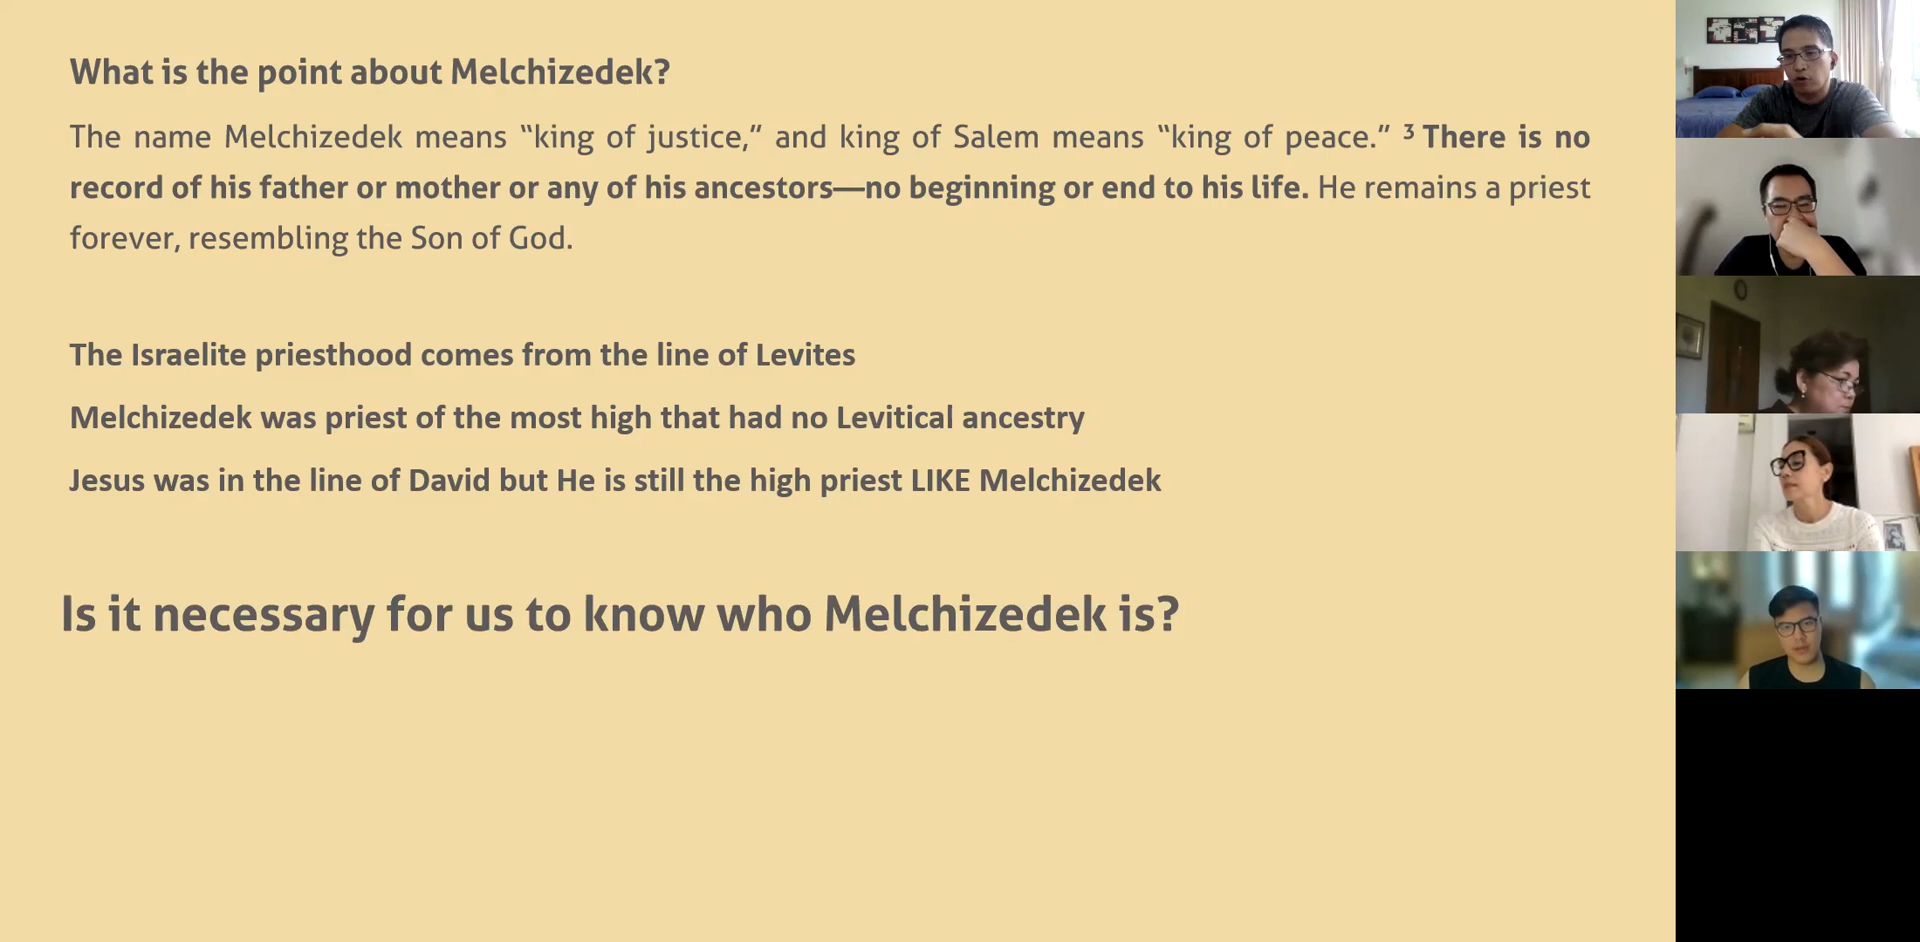 What is the point about Melchizedek?
The name Melchizedek means “king of justice,” and king of Salem means “king of peace.” ³ There is no
record of his father or mother or any of his ancestors—no beginning or end to his life. He remains a priest
forever, resembling the Son of God.
The Israelite priesthood comes from the line of Levites
Melchizedek was priest of the most high that had no Levitical ancestry
Jesus was in the line of David but He is still the high priest LIKE Melchizedek
Is it necessary for us to know who Melchizedek is?